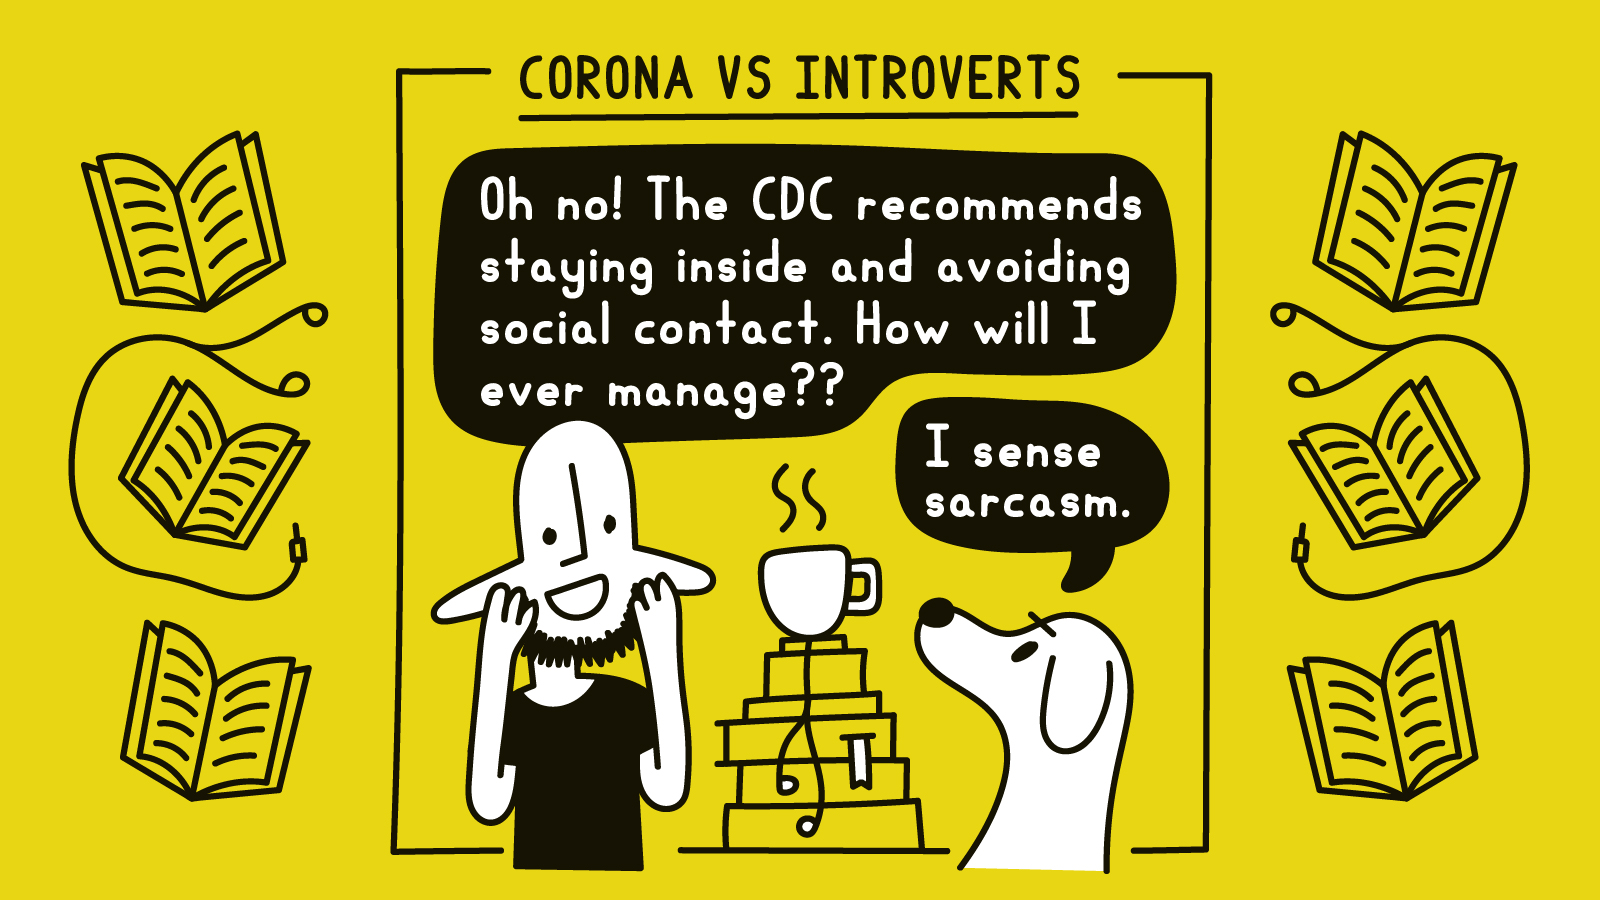 CORONA VS INTROVERTS
Oh no! The CDC recommends
staying inside and avoiding
social contact. How will I
ever manage??
I sense
sarcasm.